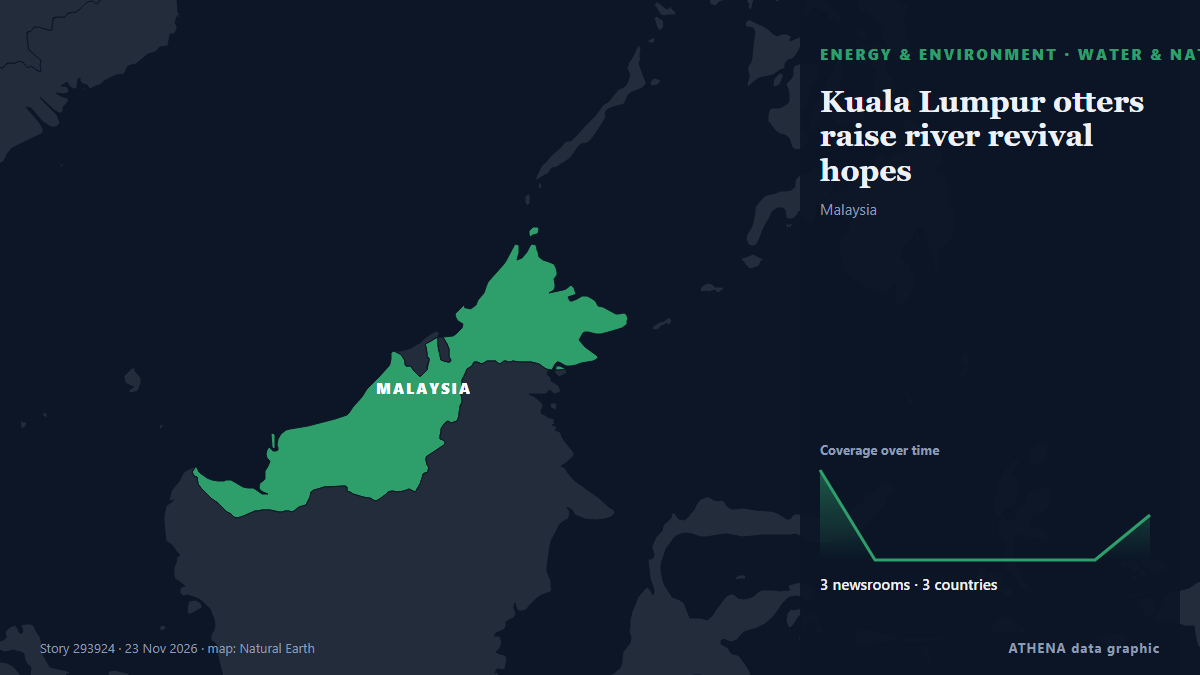 ENERGY & ENVIRONMENT · WATER & NAT
Kuala Lumpur otters
raise river revival
hopes
Malaysia
MALAYSIA
Coverage over time
3 newsrooms · 3 countries
Story 293924 · 23 Nov 2026 · map: Natural Earth
ATHENA data graphic